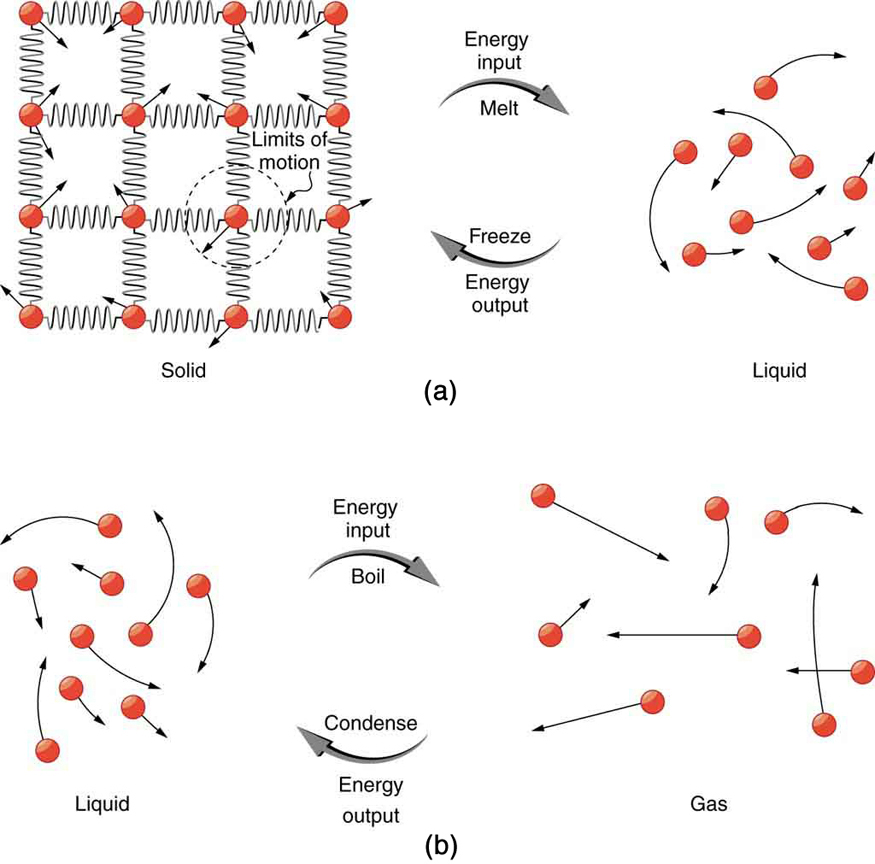 Energy
input
Melt
Limits of
motion
Freeze
Energy
output
Solid
Liquid
(a)
Energy
input
Boil
Condense
Energy
output
Liquid
Gas
(b)